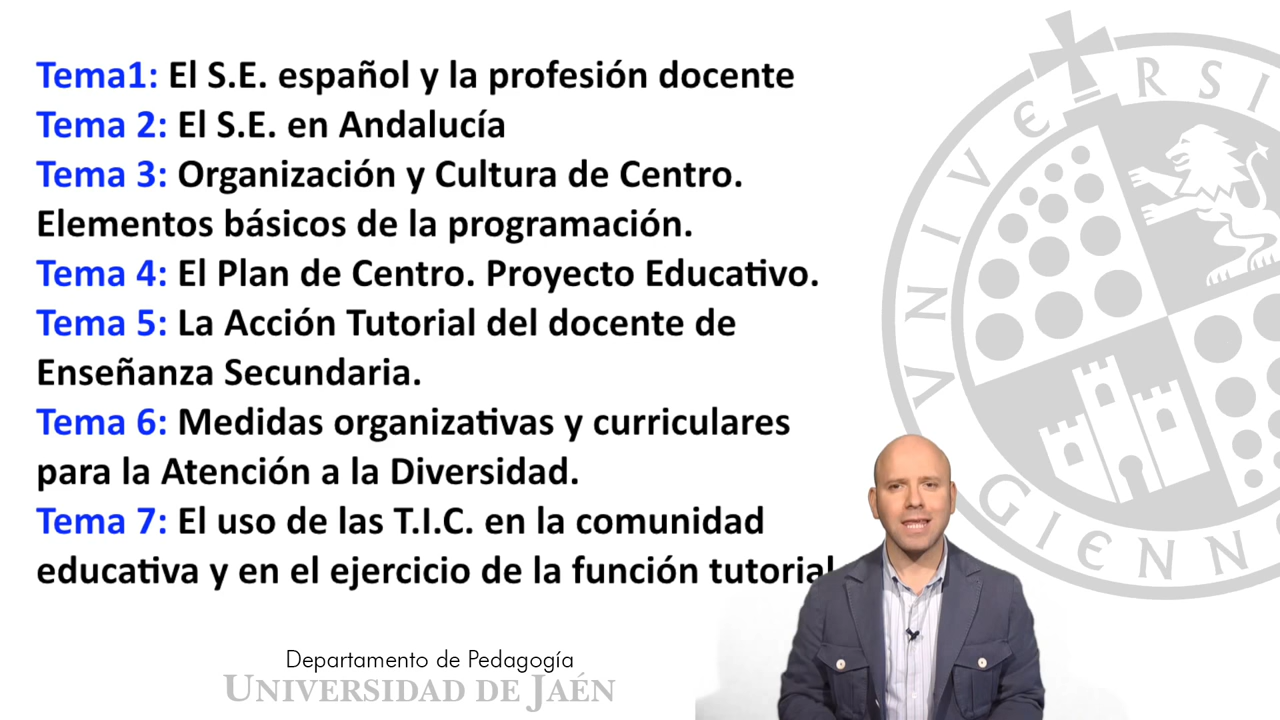 Tema1: El S.E. español y la profesión docente
Tema 2: El S.E. en Andalucía
Tema 3: Organización y Cultura de Centro.
Elementos básicos de la programación.
Tema 4: El Plan de Centro. Proyecto Educativo.
Tema 5: La Acción Tutorial del docente de
Enseñanza Secundaria.
Tema 6: Medidas organizativas y curriculares
para la Atención a la Diversidad.
Tema 7: El uso de las T.I.C. en la comunidad
educativa y en el ejercicio de la función tutorial
VNIVERSI
GIENN
Departamento de Pedagogía
UNIVERSIDAD DE JAÉN